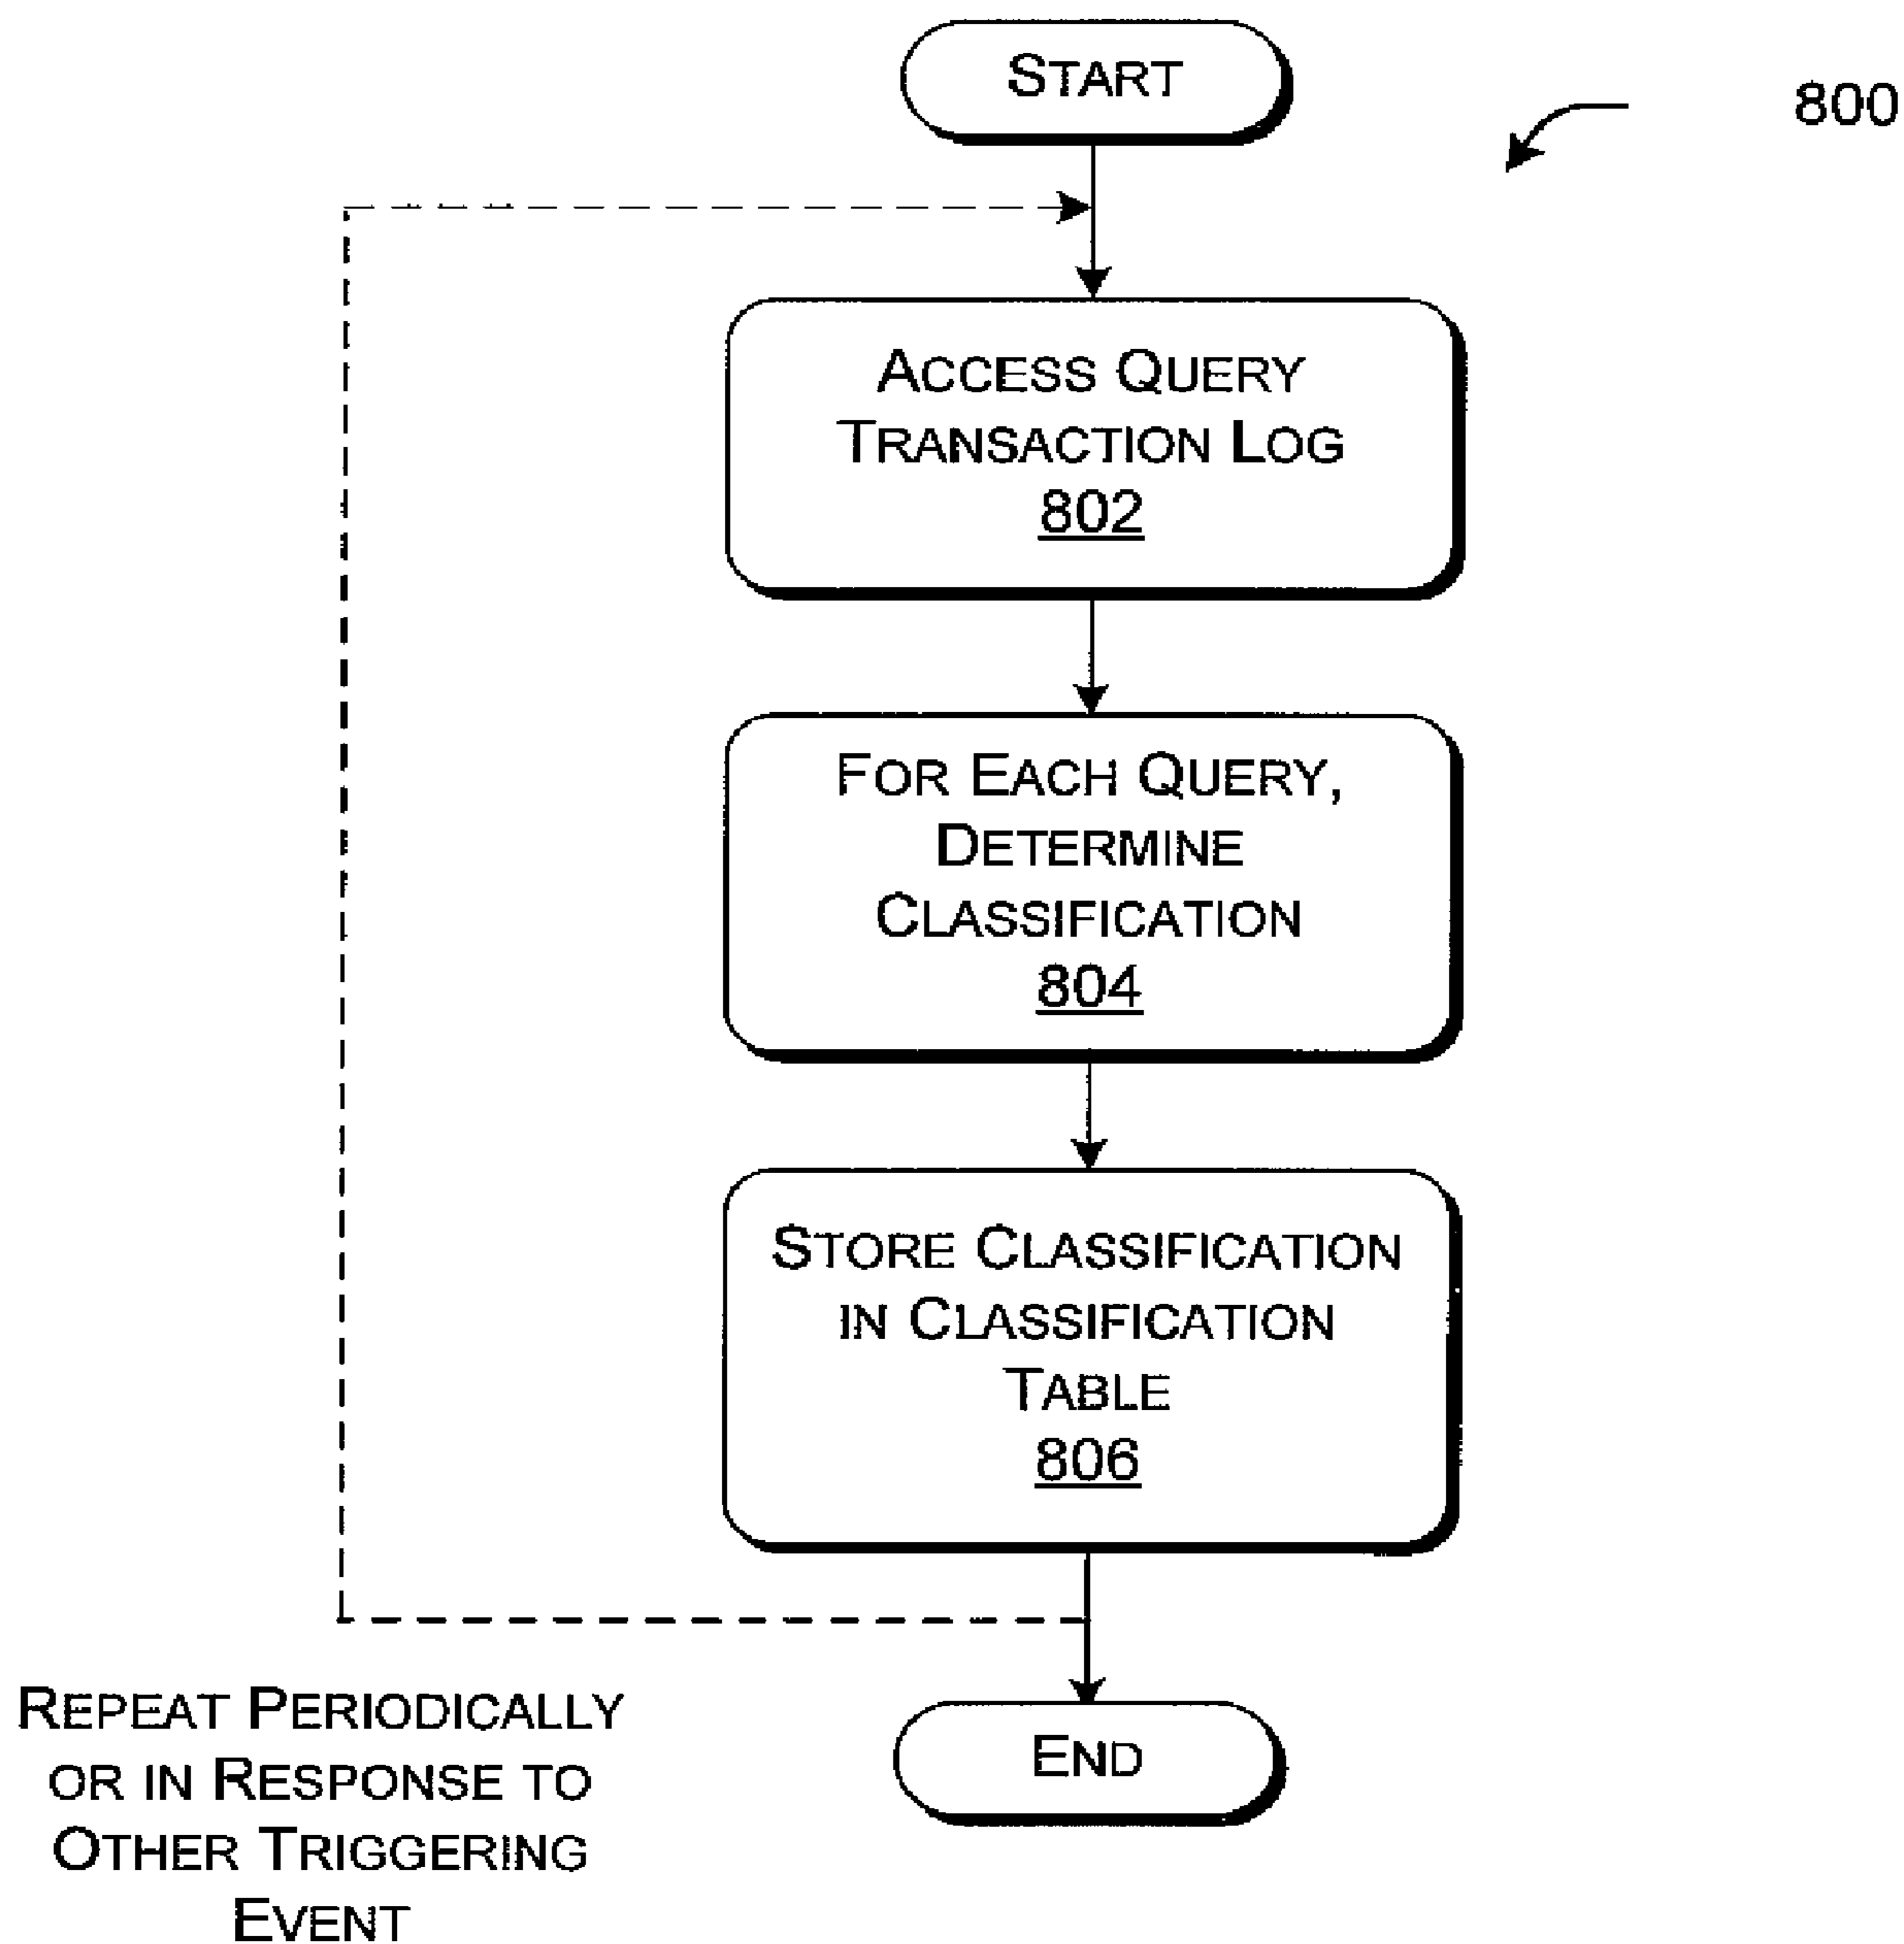 START
800
ACCESS QUERY
TRANSACTION LOG
802
FOR EACH QUERY,
DETERMINE
CLASSIFICATION
804
STORE CLASSIFICATION
IN CLASSIFICATION
TABLE
806
REPEAT PERIODICALLY
OR IN RESPONSE TO
OTHER TRIGGERING
EVENT
END